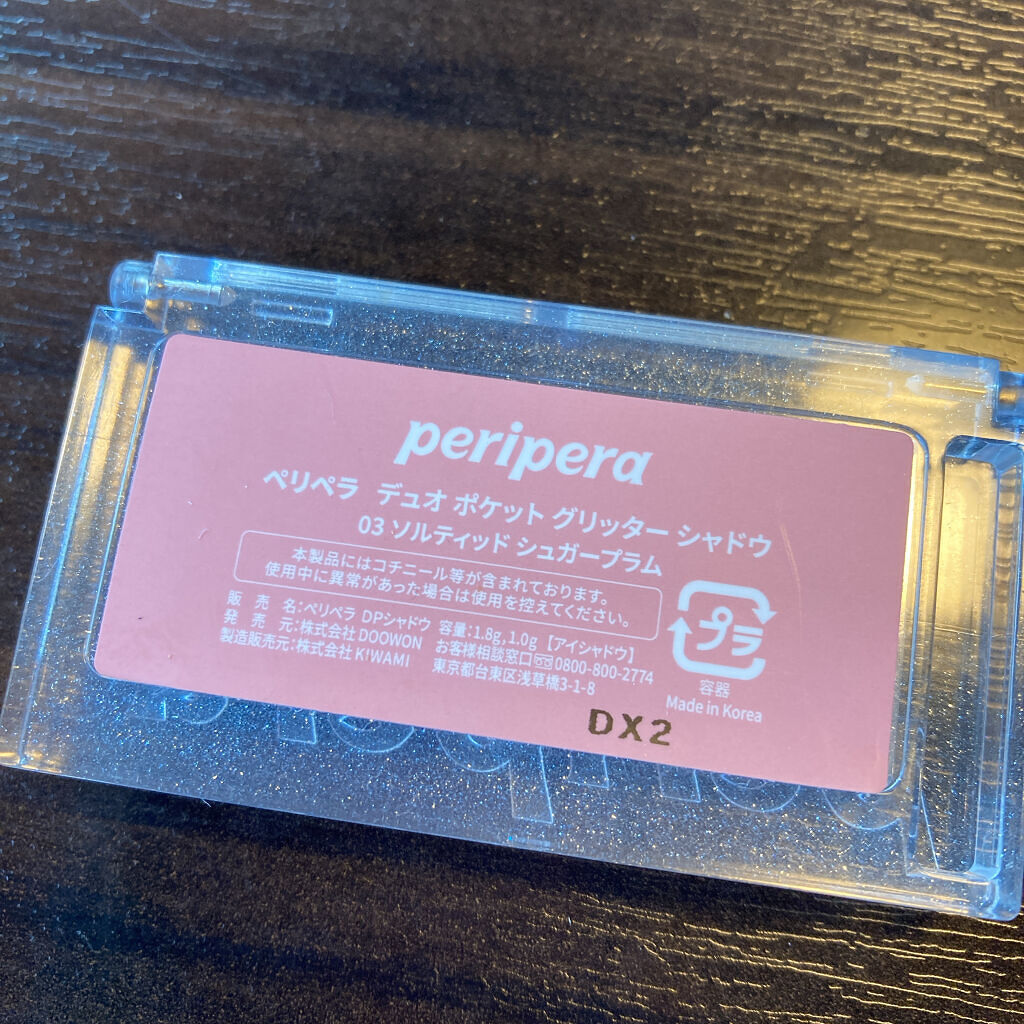 peripera
ペリペラ デュオ ポケット グリッター シャドウ
03 ソルティッド シュガープラム
本製品にはコチニール等が含まれております。
使用中に異常があった場合は使用を控えてください。
販売名:ペリペラ DPシャドウ 容量:1.8g, 1.0g【アイシャドウ】
発売元:株式会社 DOOWON お客様相談窓口 0800-800-2774
製造販売元:株式会社 K!WAMI 東京都台東区浅草橋3-1-8
プラ
容器
Made in Korea
DX2
peripera